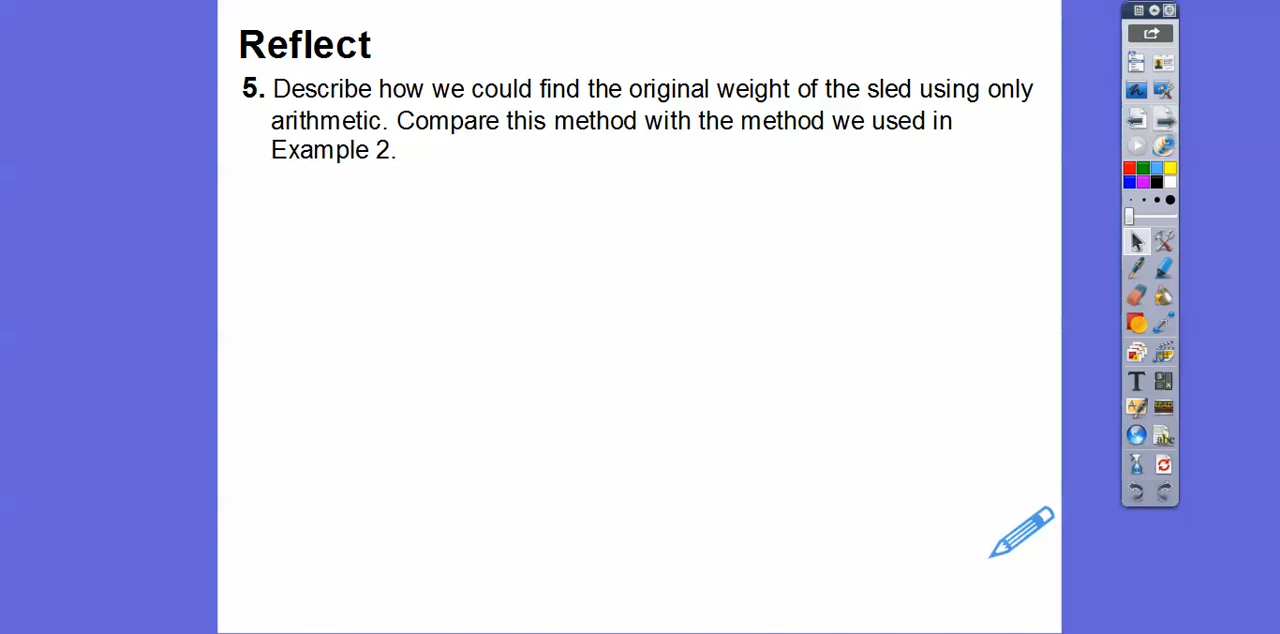 Reflect
5. Describe how we could find the original weight of the sled using only
arithmetic. Compare this method with the method we used in
Example 2.